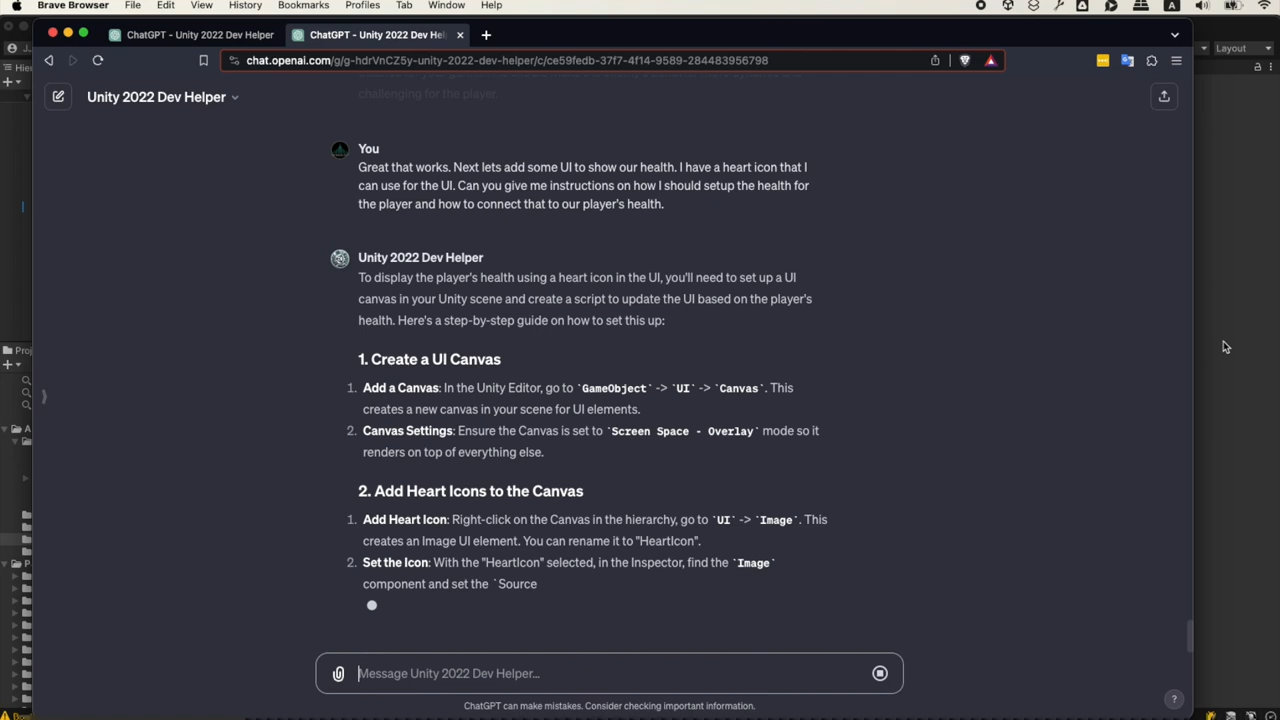 Brave Browser File Edit View History Bookmarks Profiles Tab Window Help
ChatGPT - Unity 2022 Dev Helper ChatGPT - Unity 2022 Dev Hel
Layout
chat.openai.com/g/g-hdrVnCZ5y-unity-2022-dev-helper/c/ce59fedb-37f7-4f14-9589-284483956798
Hie
Unity 2022 Dev Helper
challenging for the player.
You
Great that works. Next lets add some UI to show our health. I have a heart icon that I
can use for the UI. Can you give me instructions on how I should setup the health for
the player and how to connect that to our player's health.
Unity 2022 Dev Helper
To display the player's health using a heart icon in the UI, you'll need to set up a UI
canvas in your Unity scene and create a script to update the UI based on the player's
health. Here's a step-by-step guide on how to set this up:
Proj
1. Create a UI Canvas
1. Add a Canvas: In the Unity Editor, go to `GameObject` -> `UI` -> `Canvas`. This
creates a new canvas in your scene for UI elements.
2. Canvas Settings: Ensure the Canvas is set to `Screen Space - Overlay` mode so it
renders on top of everything else.
2. Add Heart Icons to the Canvas
1. Add Heart Icon: Right-click on the Canvas in the hierarchy, go to `UI` -> `Image`. This
creates an Image UI element. You can rename it to "HeartIcon".
2. Set the Icon: With the "HeartIcon" selected, in the Inspector, find the `Image`
component and set the `Source
Message Unity 2022 Dev Helper...
ChatGPT can make mistakes. Consider checking important information.
?